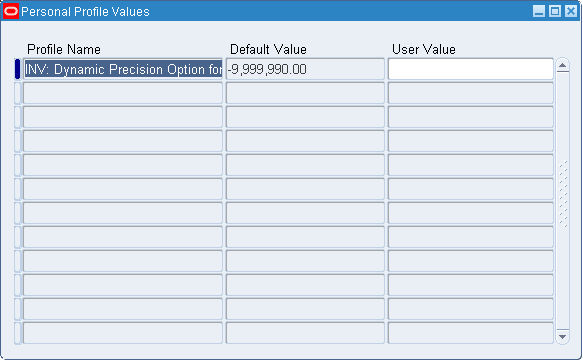 Personal Profile Values
Profile Name Default Value User Value
INV: Dynamic Precision Option for -9,999,990.00